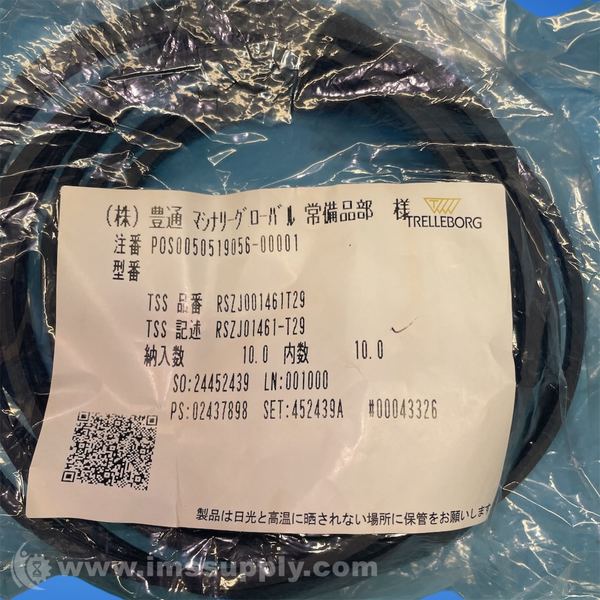 (株) 豊通 マシナリーグローバル 常備品部 様
TRELLEBORG
注番 POS0050519056-00001
型番
TSS 品番 RSZJ001461T29
TSS 記述 RSZJ01461-T29
納入数 10.0 内数 10.0
SO:24452439 LN:001000
PS:02437898 SET:452439A #00043326
製品は日光と高温に晒されない場所に保管をお願いします
© www.imssupply.com/